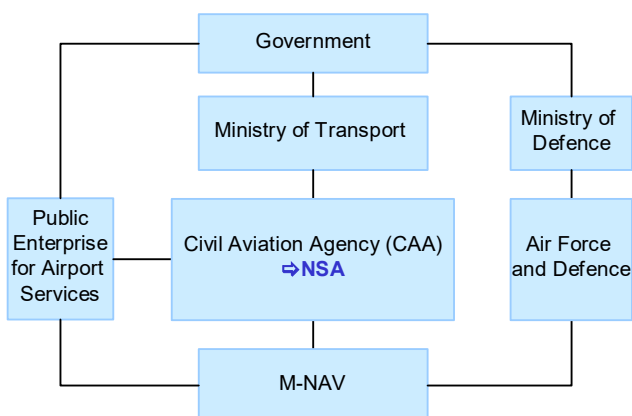 Government
Ministry of Transport
Ministry of
Defence
Public
Enterprise
for Airport
Services
Civil Aviation Agency (CAA)
⇨NSA
Air Force
and Defence
M-NAV